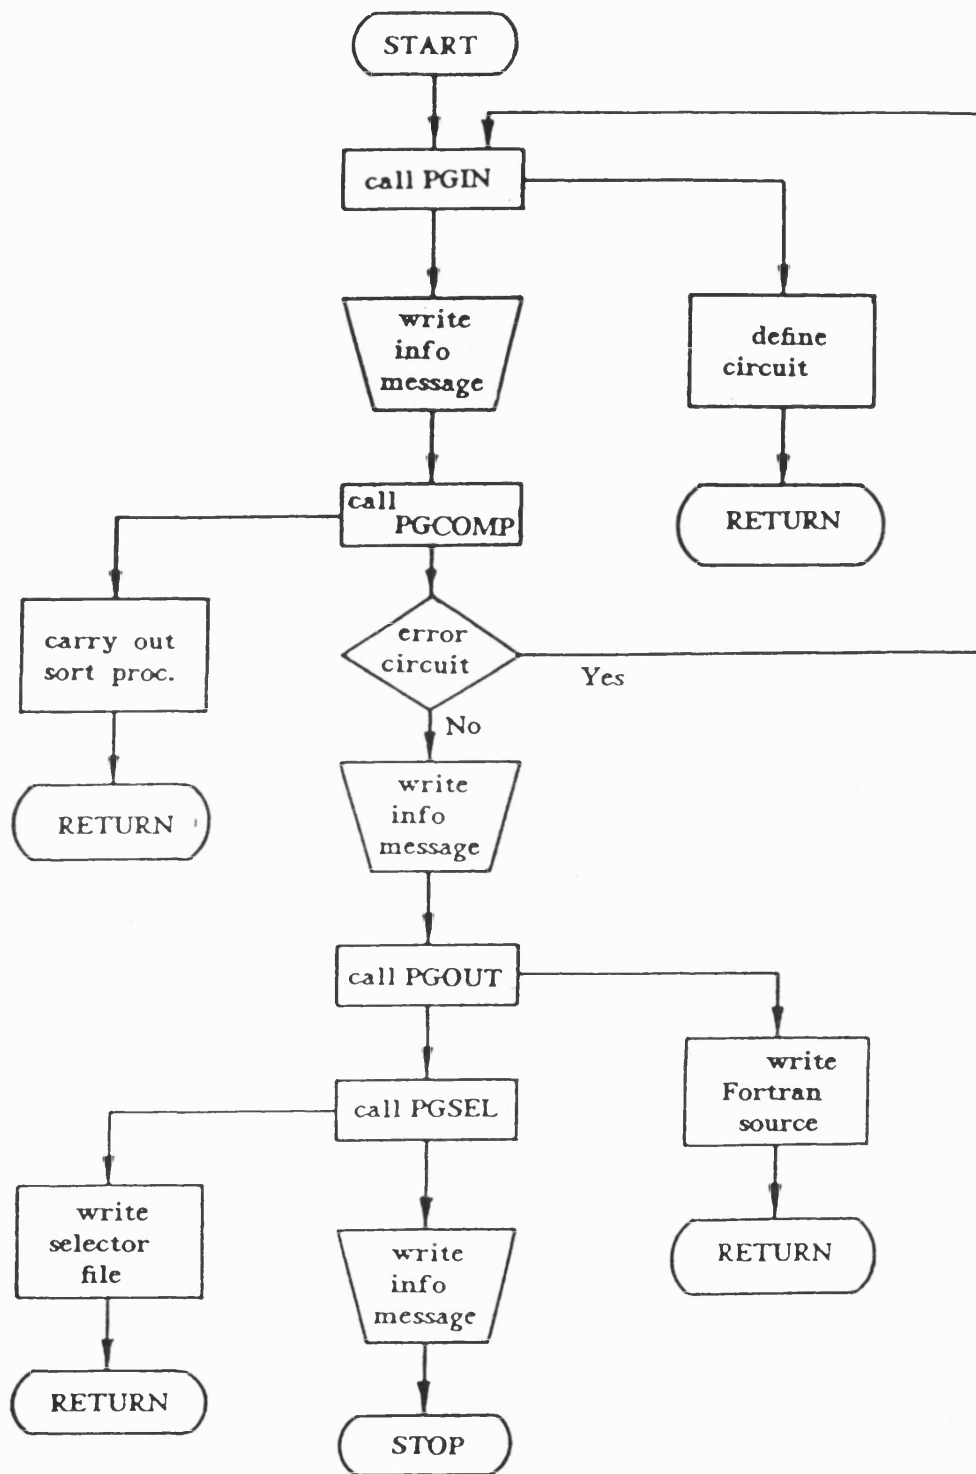 START
call PGIN
write
info
message
define
circuit
RETURN
call
PGCOMP
carry out
sort proc.
RETURN
error
circuit
Yes
No
write
info
message
call PGOUT
write
Fortran
source
RETURN
call PGSEL
write
selector
file
RETURN
write
info
message
STOP